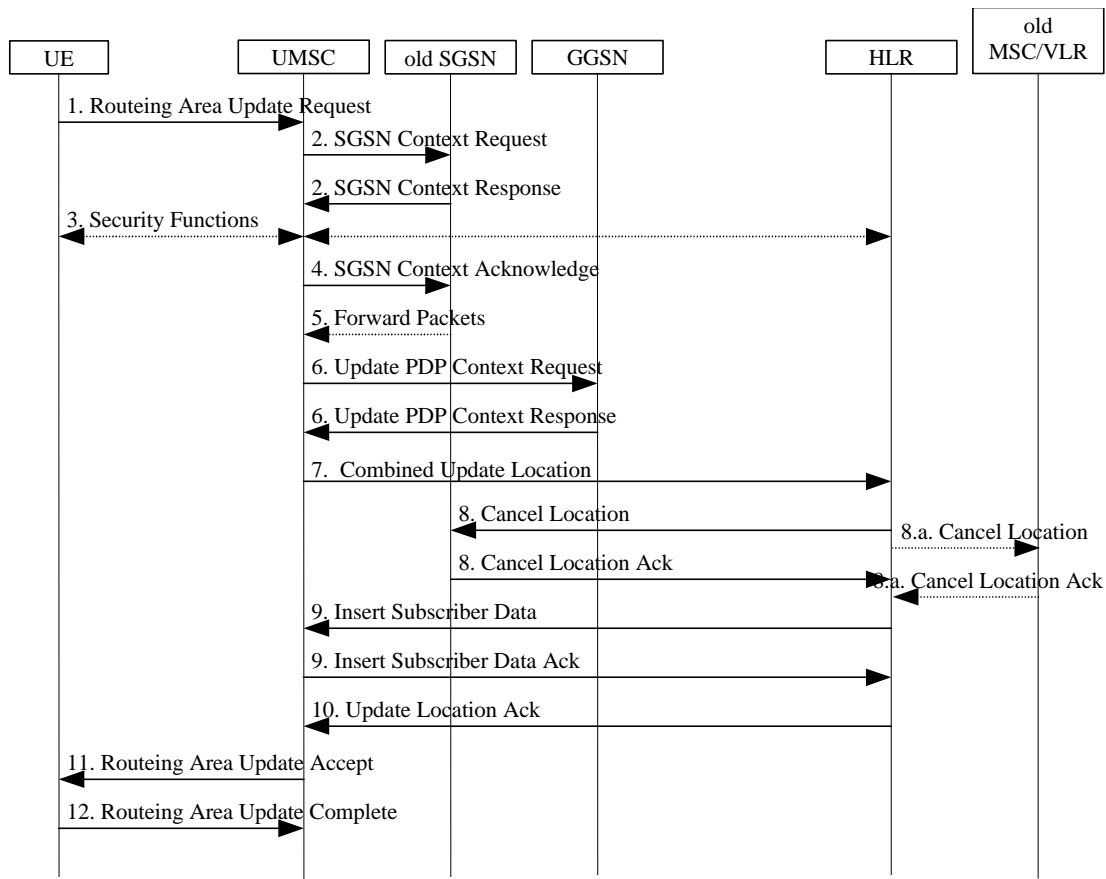 old
MSC/VLR
UE
UMSC
old SGSN
GGSN
HLR
1. Routeing Area Update Request
2. SGSN Context Request
2. SGSN Context Response
3. Security Functions
4. SGSN Context Acknowledge
5. Forward Packets
6. Update PDP Context Request
6. Update PDP Context Response
7. Combined Update Location
8. Cancel Location
8.a. Cancel Location
8. Cancel Location Ack
8.a. Cancel Location Ack
9. Insert Subscriber Data
9. Insert Subscriber Data Ack
10. Update Location Ack
11. Routeing Area Update Accept
12. Routeing Area Update Complete